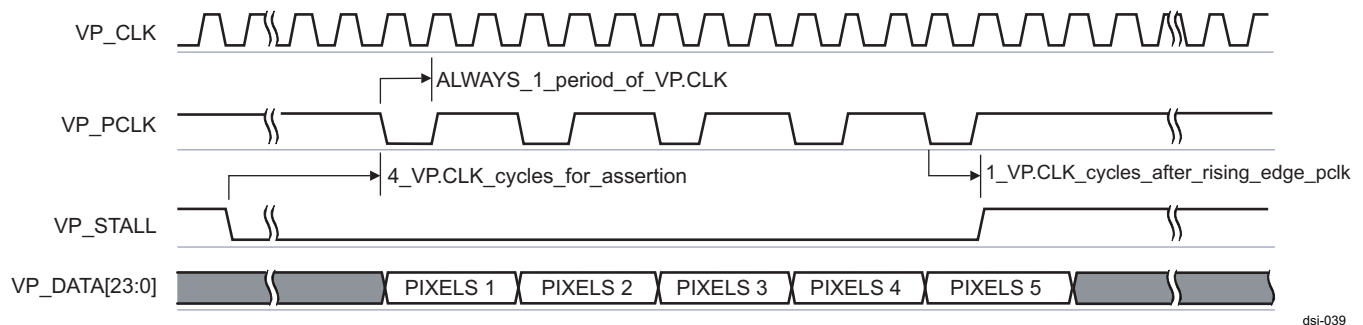 VP_CLK
ALWAYS_1_period_of_VP.CLK
VP_PCLK
4_VP.CLK_cycles_for_assertion
1_VP.CLK_cycles_after_rising_edge_pclk
VP_STALL
VP_DATA[23:0] PIXELS 1 PIXELS 2 PIXELS 3 PIXELS 4 PIXELS 5
dsi-039